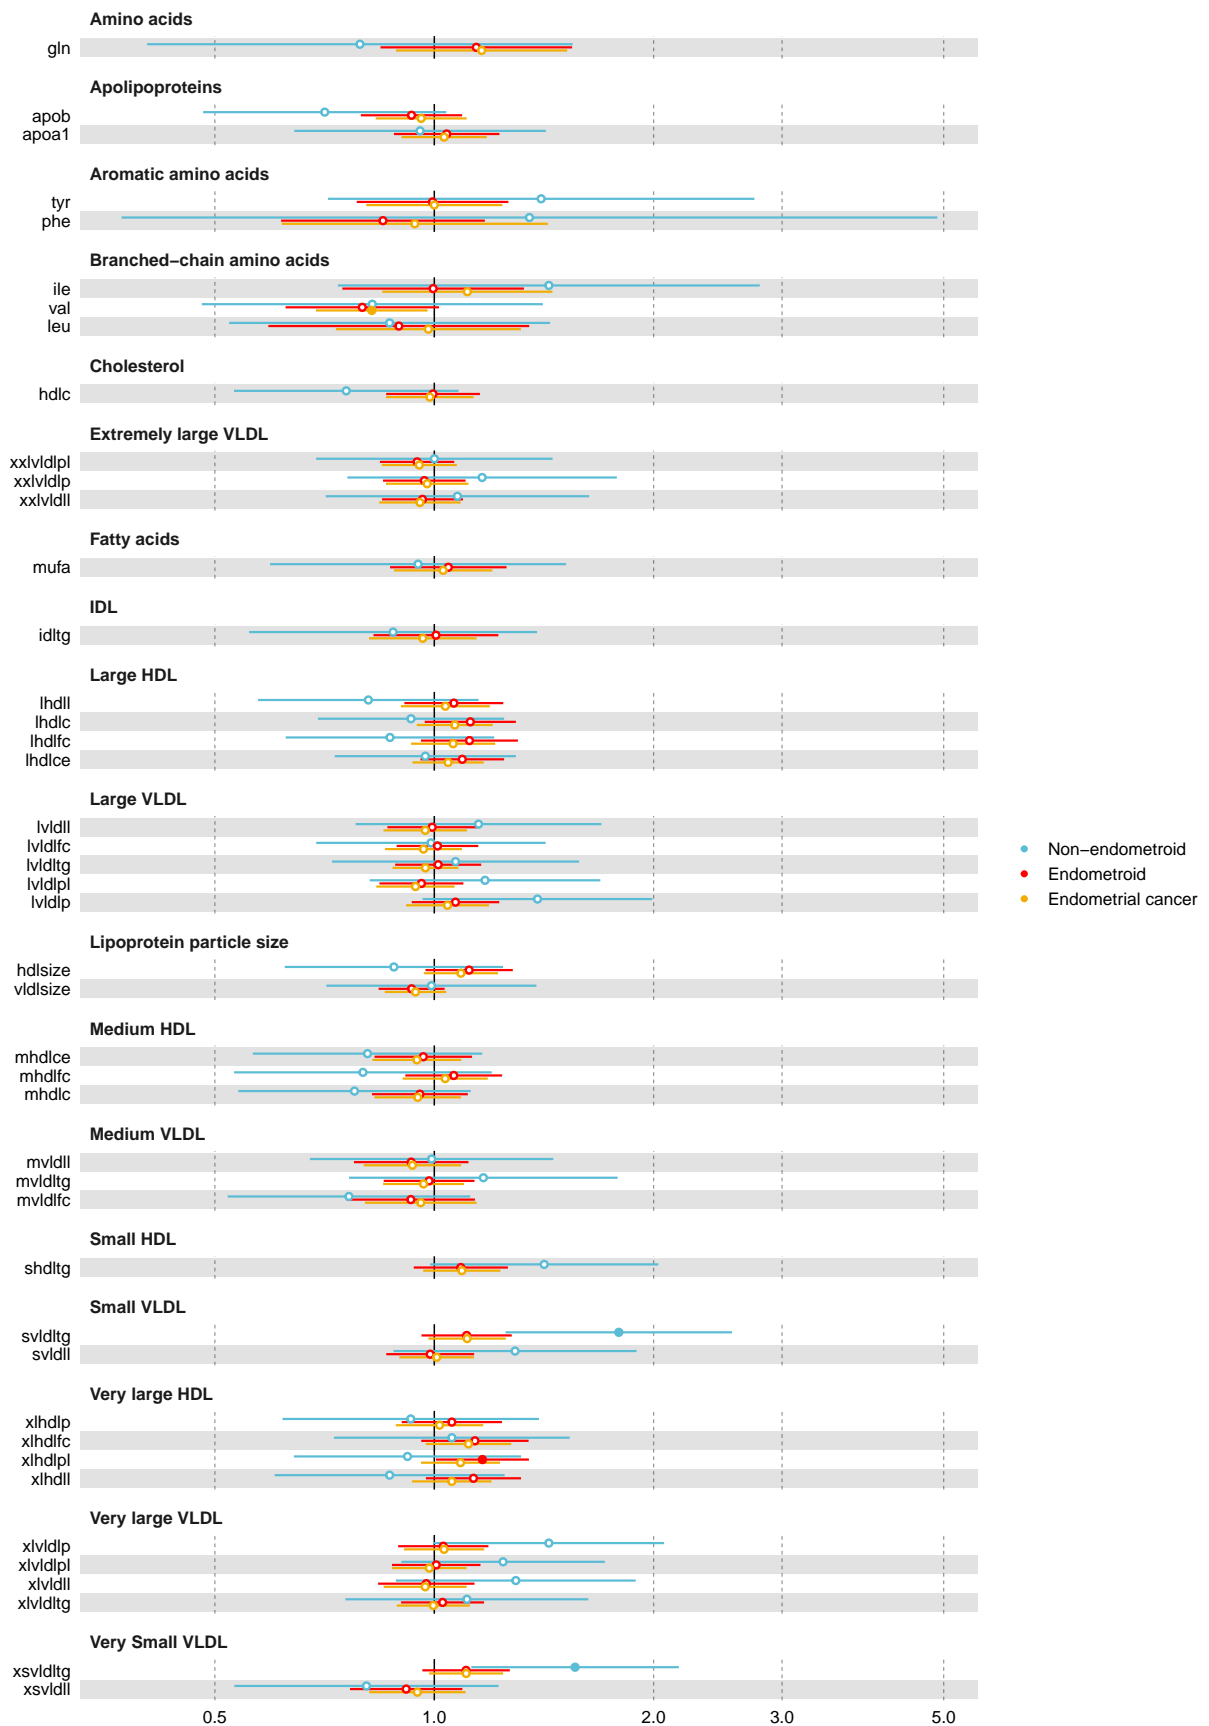 Amino acids
gln
Apolipoproteins
apob
apoa1
Aromatic amino acids
tyr
phe
Branched−chain amino acids
ile
val
leu
Cholesterol
hdlc
Extremely large VLDL
xxlvldlpl
xxlvldlp
xxlvldll
Fatty acids
mufa
IDL
idltg
Large HDL
lhdll
lhdlc
lhdlfc
lhdlce
Large VLDL
lvldll
lvldlfc
lvldltg
lvldlpl
lvldlp
Non−endometroid
Endometroid
Endometrial cancer
Lipoprotein particle size
hdlsize
vldlsize
Medium HDL
mhdlce
mhdlfc
mhdlc
Medium VLDL
mvldll
mvldltg
mvldlfc
Small HDL
shdltg
Small VLDL
svldltg
svldll
Very large HDL
xlhdlp
xlhdlfc
xlhdlpl
xlhdll
Very large VLDL
xlvldlp
xlvldlpl
xlvldll
xlvldltg
Very Small VLDL
xsvldltg
xsvldll
0.5 1.0 2.0 3.0 5.0